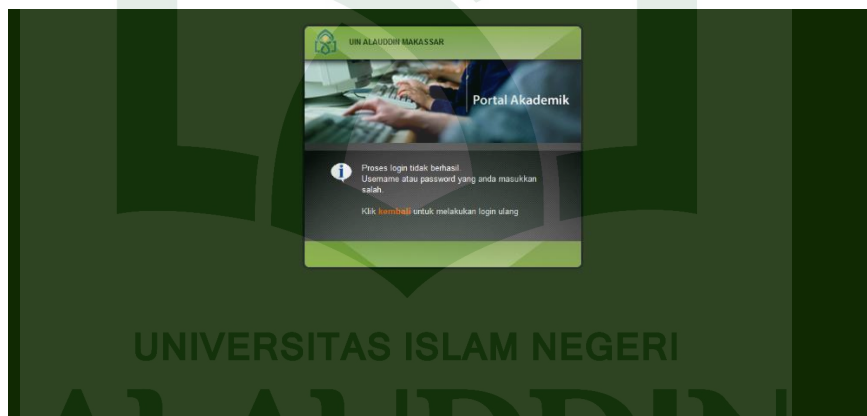 UIN ALAUDDIN MAKASSAR
Portal Akademik
Proses login tidak berhasil.
Username atau password yang anda masukkan
salah.
Klik kembali untuk melakukan login ulang
UNIVERSITAS ISLAM NEGERI
ALAUDDIN